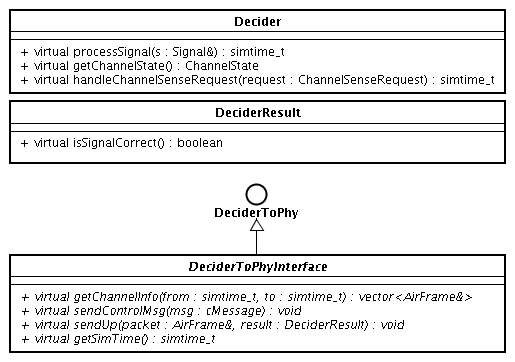 Decider
+ virtual processSignal(s : Signal&) : simtime_t
+ virtual getChannelState() : ChannelState
+ virtual handleChannelSenseRequest(request : ChannelSenseRequest) : simtime_t
DeciderResult
+ virtual isSignalCorrect() : boolean
DeciderToPhy
DeciderToPhyInterface
+ virtual getChannelInfo(from : simtime_t, to : simtime_t) : vector<AirFrame&>
+ virtual sendControlMsg(msg : cMessage) : void
+ virtual sendUp(packet : AirFrame&, result : DeciderResult) : void
+ virtual getSimTime() : simtime_t